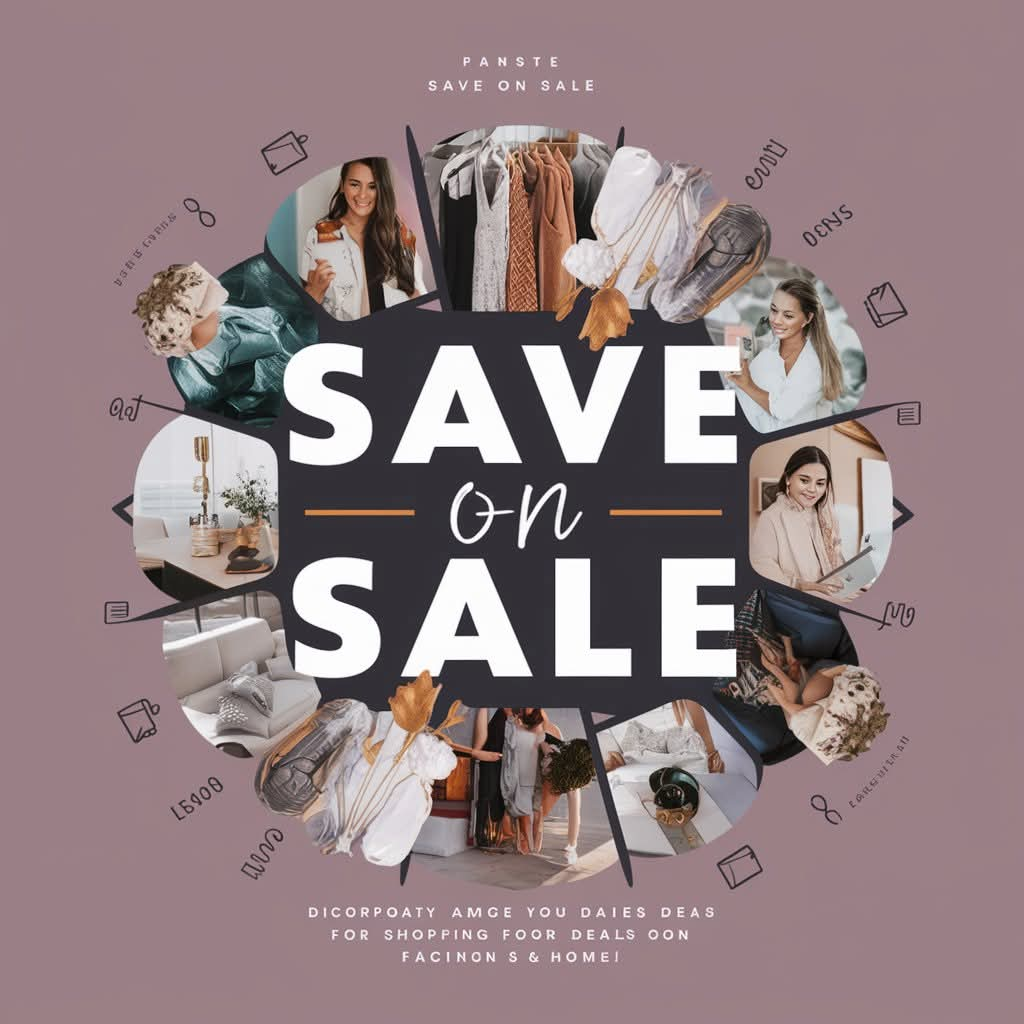 PANSTE
SAVE ON SALE
SAVE
on
SALE
DICORPOATY AMGE YOU DAIES DEAS
FOR SHOPPING FOOR DEALS OON
FACINON S & HOME!